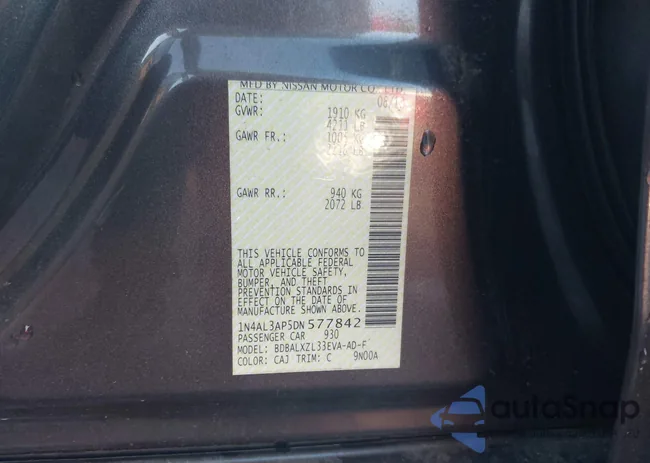 MFD BY NISSAN MOTOR CO., LTD
DATE:
GVWR: 1910 KG
4211 LB
GAWR FR.:
GAWR RR.: 940 KG
2072 LB
THIS VEHICLE CONFORMS TO
ALL APPLICABLE FEDERAL
MOTOR VEHICLE SAFETY,
BUMPER, AND THEFT
PREVENTION STANDARDS IN
EFFECT ON THE DATE OF
MANUFACTURE SHOWN ABOVE.
1N4AL3AP5DN577842
PASSENGER CAR 930
MODEL: BDBALXZL33EVA-AD-F
COLOR: CAJ TRIM: C 9N00A
autoSnap